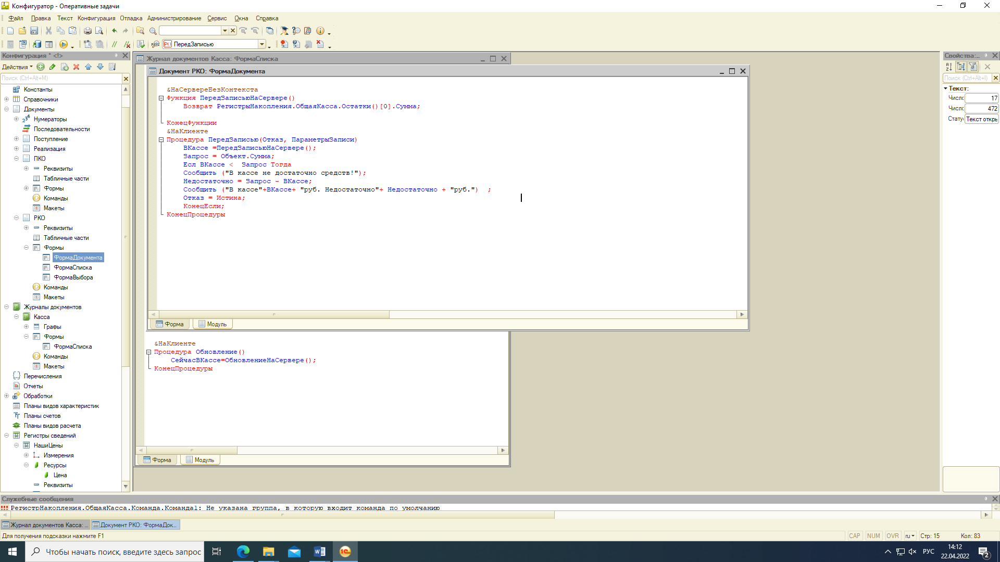 Конфигуратор - Оперативные задачи
Файл Правка Текст Конфигурация Отладка Администрирование Сервис Окна Справка
ПередЗаписью
Конфигурация * <!>
Действия
Поиск (Ctrl+Alt+M)
Константы
Справочники
Документы
Нумераторы
Последовательности
Поступление
Реализация
ПКО
Реквизиты
Табличные части
Формы
Команды
Макеты
РКО
Реквизиты
Табличные части
Формы
ФормаДокумента
ФормаСписка
ФормаВыбора
Команды
Макеты
Журналы документов
Касса
Графы
Формы
ФормаСписка
Команды
Макеты
Перечисления
Отчеты
Обработки
Планы видов характеристик
Планы счетов
Планы видов расчета
Регистры сведений
НашиЦены
Измерения
Ресурсы
Цена
Реквизиты
Журнал документов Касса: ФормаСписка
Документ РКО: ФормаДокумента
&НаСервереБезКонтекста
Функция ПередЗаписьюНаСервере()
Возврат РегистрыНакопления.ОбщаяКасса.Остатки()[0].Сумма;
КонецФункции
&НаКлиенте
Процедура ПередЗаписью(Отказ, ПараметрыЗаписи)
ВКассе =ПередЗаписьюНаСервере();
Запрос = Объект.Сумма;
Есл ВКассе <  Запрос Тогда
Сообщить ("В кассе не достаточно средств!");
Недостаточно = Запрос - ВКассе;
Сообщить ("В кассе"+ВКассе+ "руб. Недостаточно"+ Недостаточно + "руб.")  ;
Отказ = Истина;
КонецЕсли;
КонецПроцедуры
Форма Модуль
&НаКлиенте
Процедура Обновление()
СейчасВКассе=ОбновлениеНаСервере();
КонецПроцедуры
Форма Модуль
Свойства:...
Поиск (Ctrl+Alt+I)
Текст:
Числс 17
Числс 472
Стату Текст откры
Служебные сообщения
РегистрНакопления.ОбщаяКасса.Команда.Команда1: Не указана группа, в которую входит команда по умолчанию
Журнал документов Касса: ... Документ РКО: ФормаДок...
Для получения подсказки нажмите F1
CAP NUM OVR ru Стр: 15 Кол: 83
Чтобы начать поиск, введите здесь запрос
РУС
14:12
22.04.2022
2